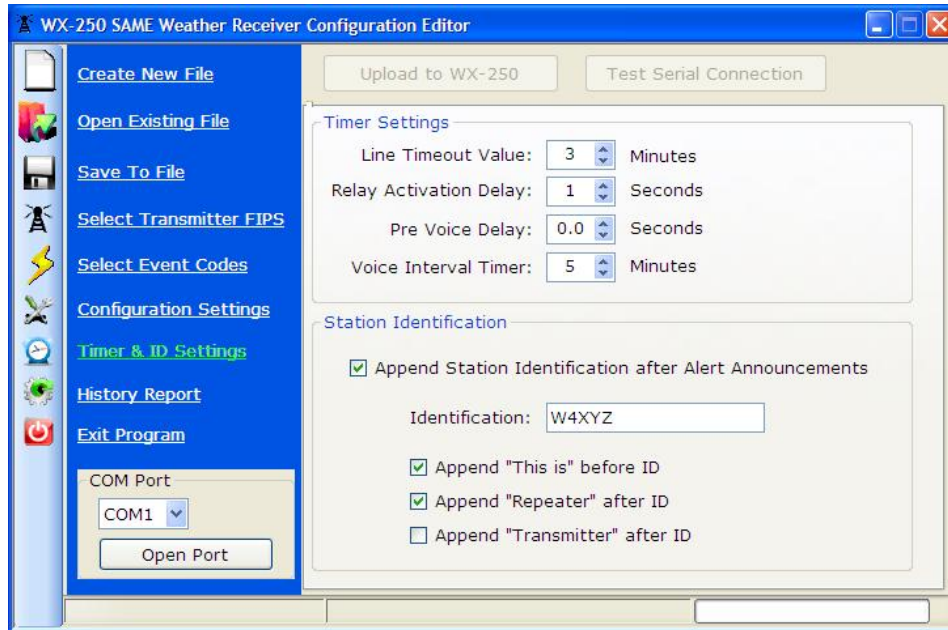 WX-250 SAME Weather Receiver Configuration Editor
Create New File
Open Existing File
Save To File
Select Transmitter FIPS
Select Event Codes
Configuration Settings
Timer & ID Settings
History Report
Exit Program
COM Port
COM1
Open Port
Upload to WX-250 Test Serial Connection
Timer Settings
Line Timeout Value: 3 Minutes
Relay Activation Delay: 1 Seconds
Pre Voice Delay: 0.0 Seconds
Voice Interval Timer: 5 Minutes
Station Identification
Append Station Identification after Alert Announcements
Identification: W4XYZ
Append "This is" before ID
Append "Repeater" after ID
Append "Transmitter" after ID